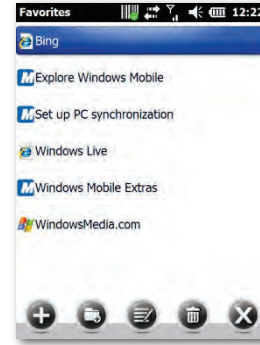 Favorites 12:22
Bing
Explore Windows Mobile
Set up PC synchronization
Windows Live
Windows Mobile Extras
WindowsMedia.com